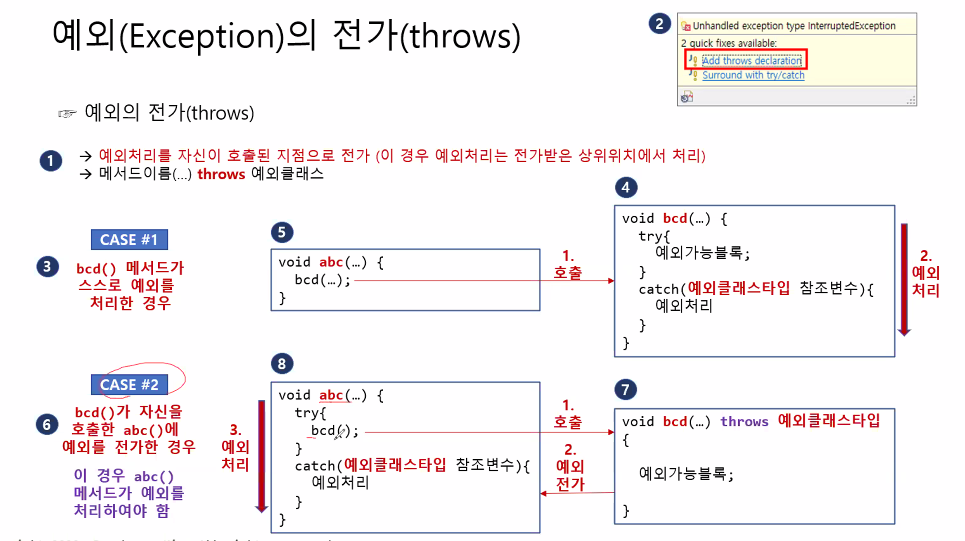 예외(Exception)의 전가(throws)
2
Unhandled exception type InterruptedException
2 quick fixes available:
Add throws declaration
Surround with try/catch
☞ 예외의 전가(throws)
1
→ 예외처리를 자신이 호출된 지점으로 전가 (이 경우 예외처리는 전가받은 상위위치에서 처리)
→ 메서드이름(…) throws 예외클래스
CASE #1
3
bcd() 메서드가
스스로 예외를
처리한 경우
5
void abc(…) {
bcd(…);
}
1.
호출
4
void bcd(…) {
try{
예외가능블록;
}
catch(예외클래스타입 참조변수){
예외처리
}
}
2.
예외
처리
CASE #2
6
bcd()가 자신을
호출한 abc()에
예외를 전가한 경우
이 경우 abc()
메서드가 예외를
처리하여야 함
3.
예외
처리
8
void abc(…) {
try{
bcd();
}
catch(예외클래스타입 참조변수){
예외처리
}
}
1.
호출
2.
예외
전가
7
void bcd(…) throws 예외클래스타입
{
예외가능블록;
}